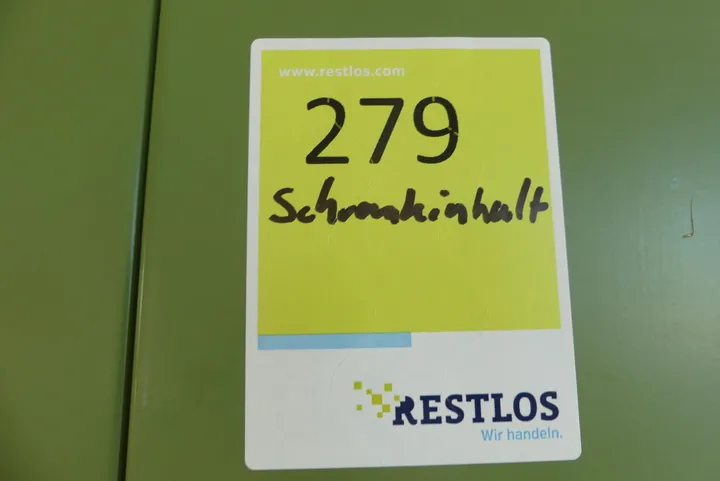 www.restlos.com
279
Schrankinhalt
RESTLOS
Wir handeln.